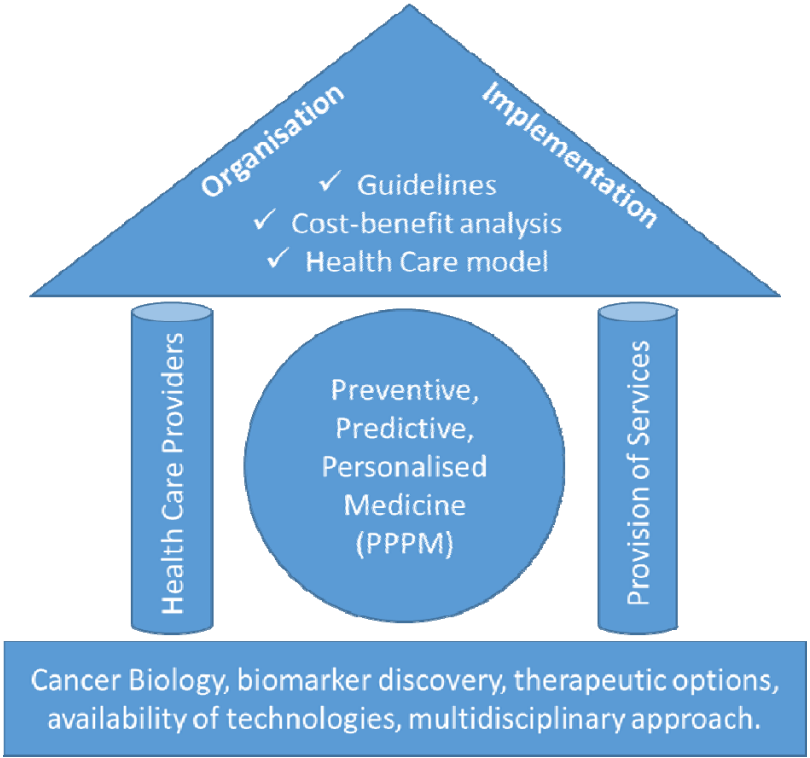 Organisation
Implementation
✓ Guidelines
✓ Cost-benefit analysis
✓ Health Care model
Health Care Providers
Preventive,
Predictive,
Personalised
Medicine
(PPPM)
Provision of Services
Cancer Biology, biomarker discovery, therapeutic options,
availability of technologies, multidisciplinary approach.